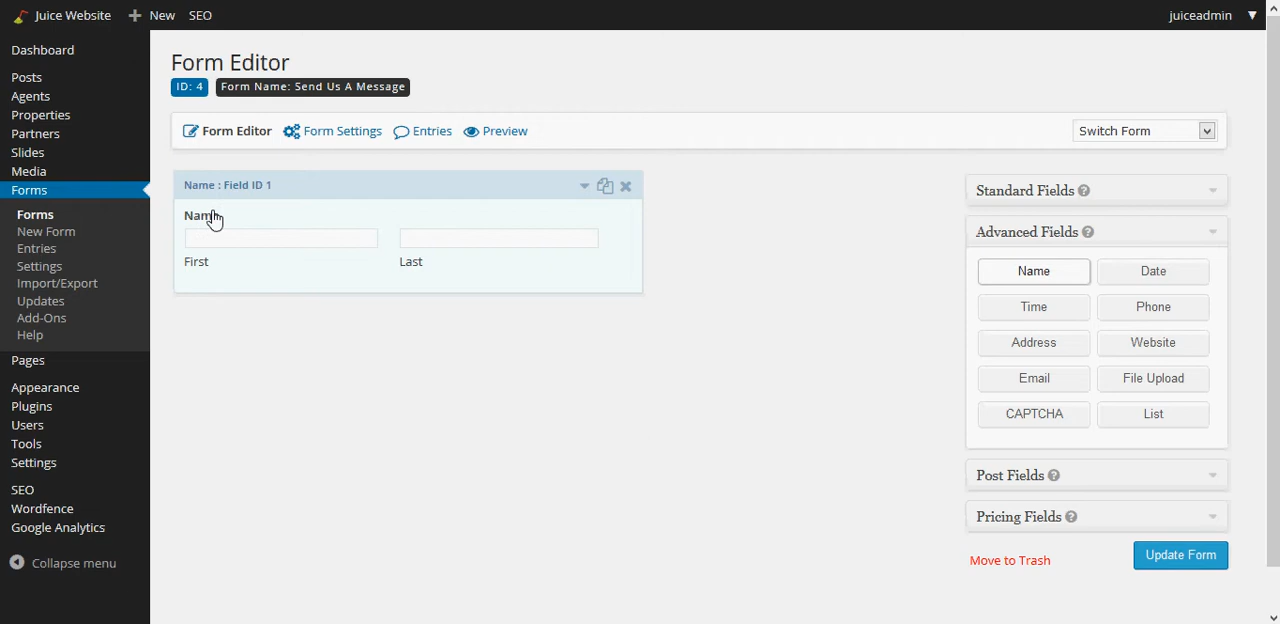 Juice Website New SEO juiceadmin
Dashboard
Posts
Agents
Properties
Partners
Slides
Media
Forms
Forms
New Form
Entries
Settings
Import/Export
Updates
Add-Ons
Help
Pages
Appearance
Plugins
Users
Tools
Settings
SEO
Wordfence
Google Analytics
Collapse menu
Form Editor
ID: 4 Form Name: Send Us A Message
Form Editor Form Settings Entries Preview Switch Form
Name : Field ID 1
Name
First Last
Standard Fields ?
Advanced Fields ?
Name Date
Time Phone
Address Website
Email File Upload
CAPTCHA List
Post Fields ?
Pricing Fields ?
Move to Trash Update Form